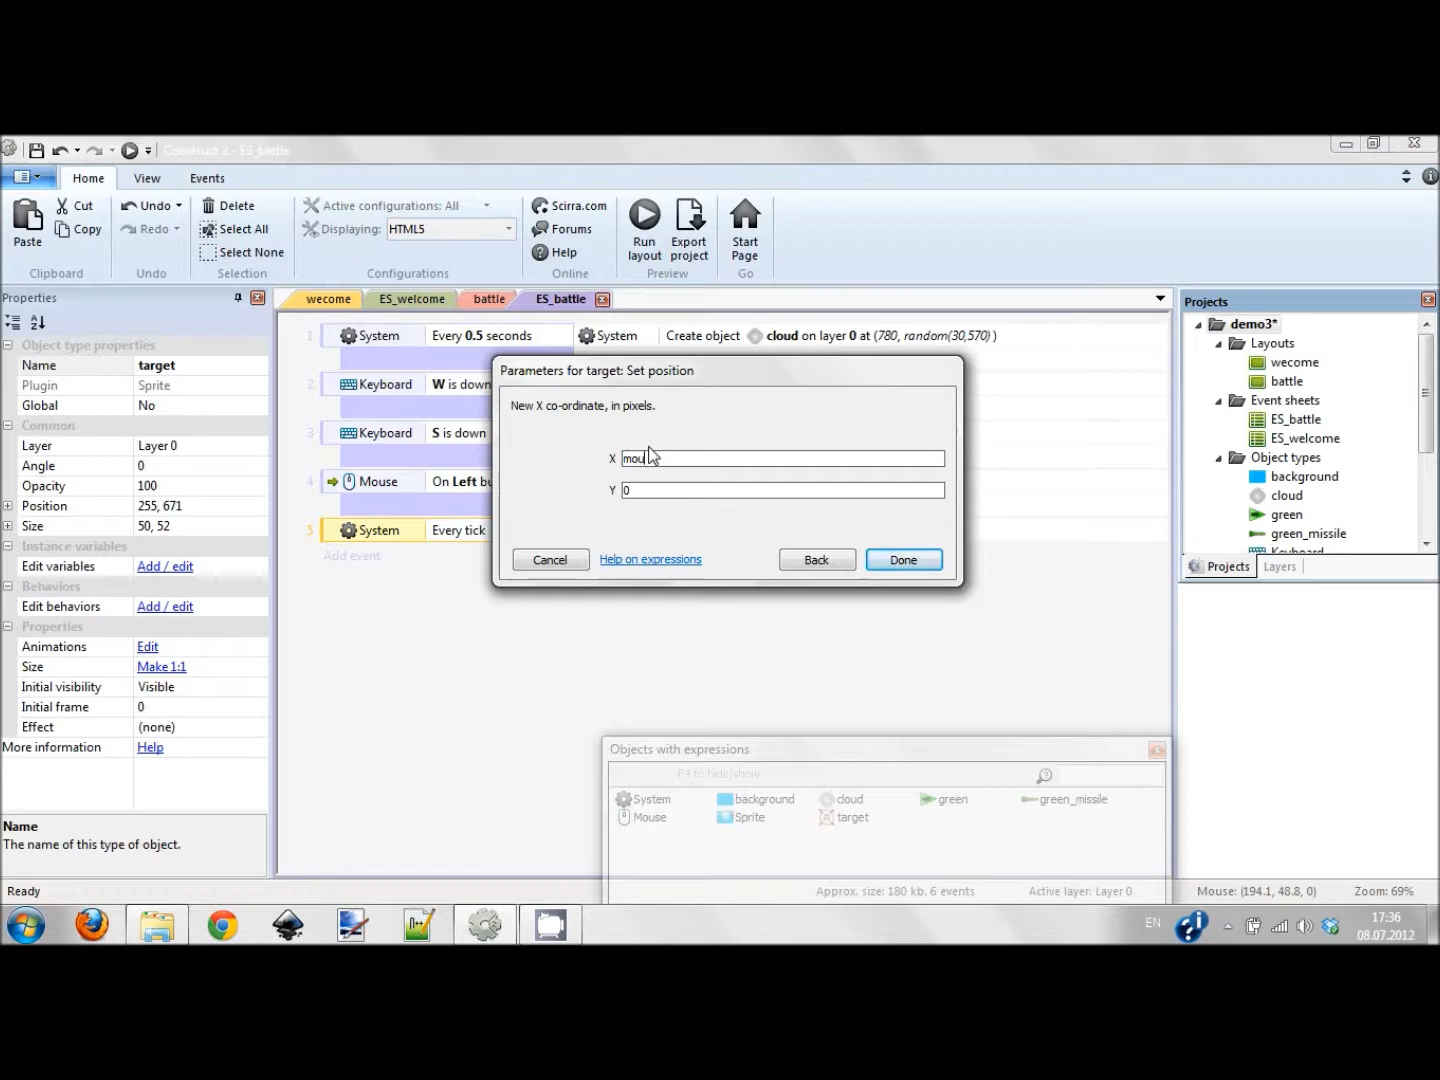 Construct 2 - ES_battle
Home View Events
Paste
Cut
Copy
Clipboard
Undo
Redo
Undo
Delete
Select All
Select None
Selection
Active configurations: All
Displaying: HTML5
Configurations
Scirra.com
Forums
Help
Online
Run layout
Export project
Preview
Start Page
Go
Properties
Object type properties
Name target
Plugin Sprite
Global No
Common
Layer Layer 0
Angle 0
Opacity 100
Position 255, 671
Size 50, 52
Instance variables
Edit variables Add / edit
Behaviors
Edit behaviors Add / edit
Properties
Animations Edit
Size Make 1:1
Initial visibility Visible
Initial frame 0
Effect (none)
More information Help
Name
The name of this type of object.
wecome ES_welcome battle ES_battle
1 System Every 0.5 seconds System Create object cloud on layer 0 at (780, random(30,570) )
2 Keyboard W is down
3 Keyboard S is down
4 Mouse On Left bu
5 System Every tick
Add event
Parameters for target: Set position
New X co-ordinate, in pixels.
X mou
Y 0
Cancel Help on expressions Back Done
Objects with expressions
F4 to hide/show
System background cloud green green_missile
Mouse Sprite target
Projects
demo3*
Layouts
wecome
battle
Event sheets
ES_battle
ES_welcome
Object types
background
cloud
green
green_missile
Keyboard
Projects Layers
Ready Approx. size: 180 kb. 6 events Active layer: Layer 0 Mouse: (194.1, 48.8, 0) Zoom: 69%
EN
17:36
08.07.2012